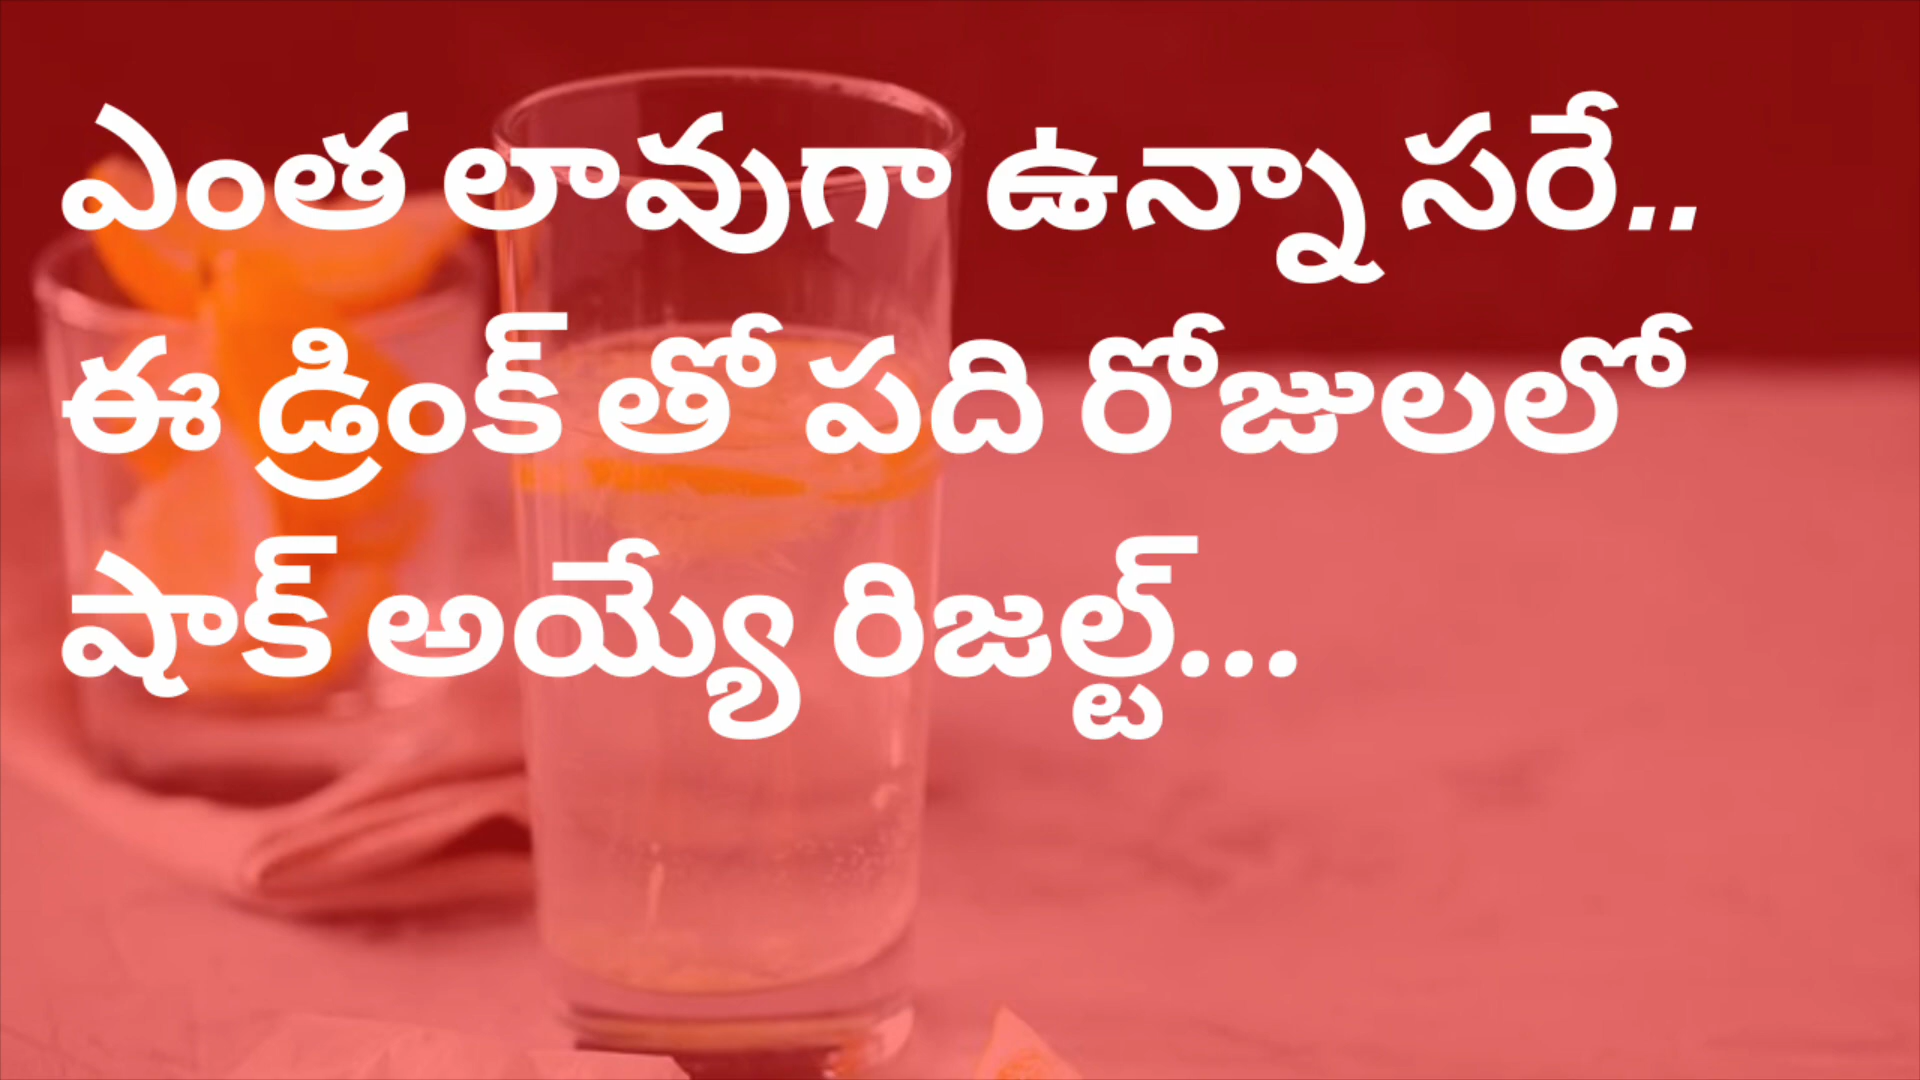 ఎంత లావుగా ఉన్నా సరే..
ఈ డ్రింక్ తో పది రోజులలో
షాక్ అయ్యే రిజల్ట్...